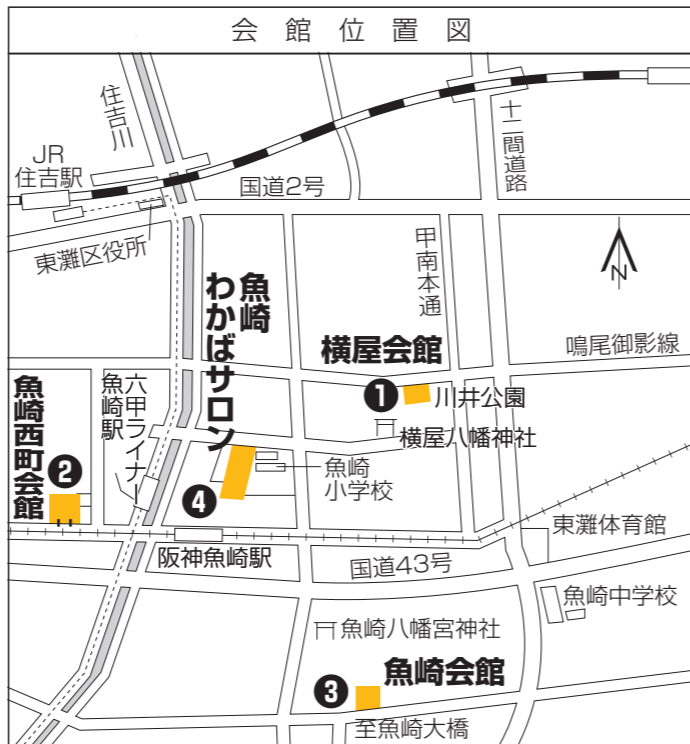 会館位置図
住吉川
十二間道路
JR
住吉駅
国道2号
東灘区役所
甲南本通
N
魚崎
わかばサロン
横屋会館
鳴尾御影線
❶
川井公園
横屋八幡神社
魚崎西町会館
❷
六甲ライナー
魚崎駅
❹
魚崎
小学校
東灘体育館
阪神魚崎駅
国道43号
魚崎中学校
魚崎八幡宮神社
❸
魚崎会館
至魚崎大橋